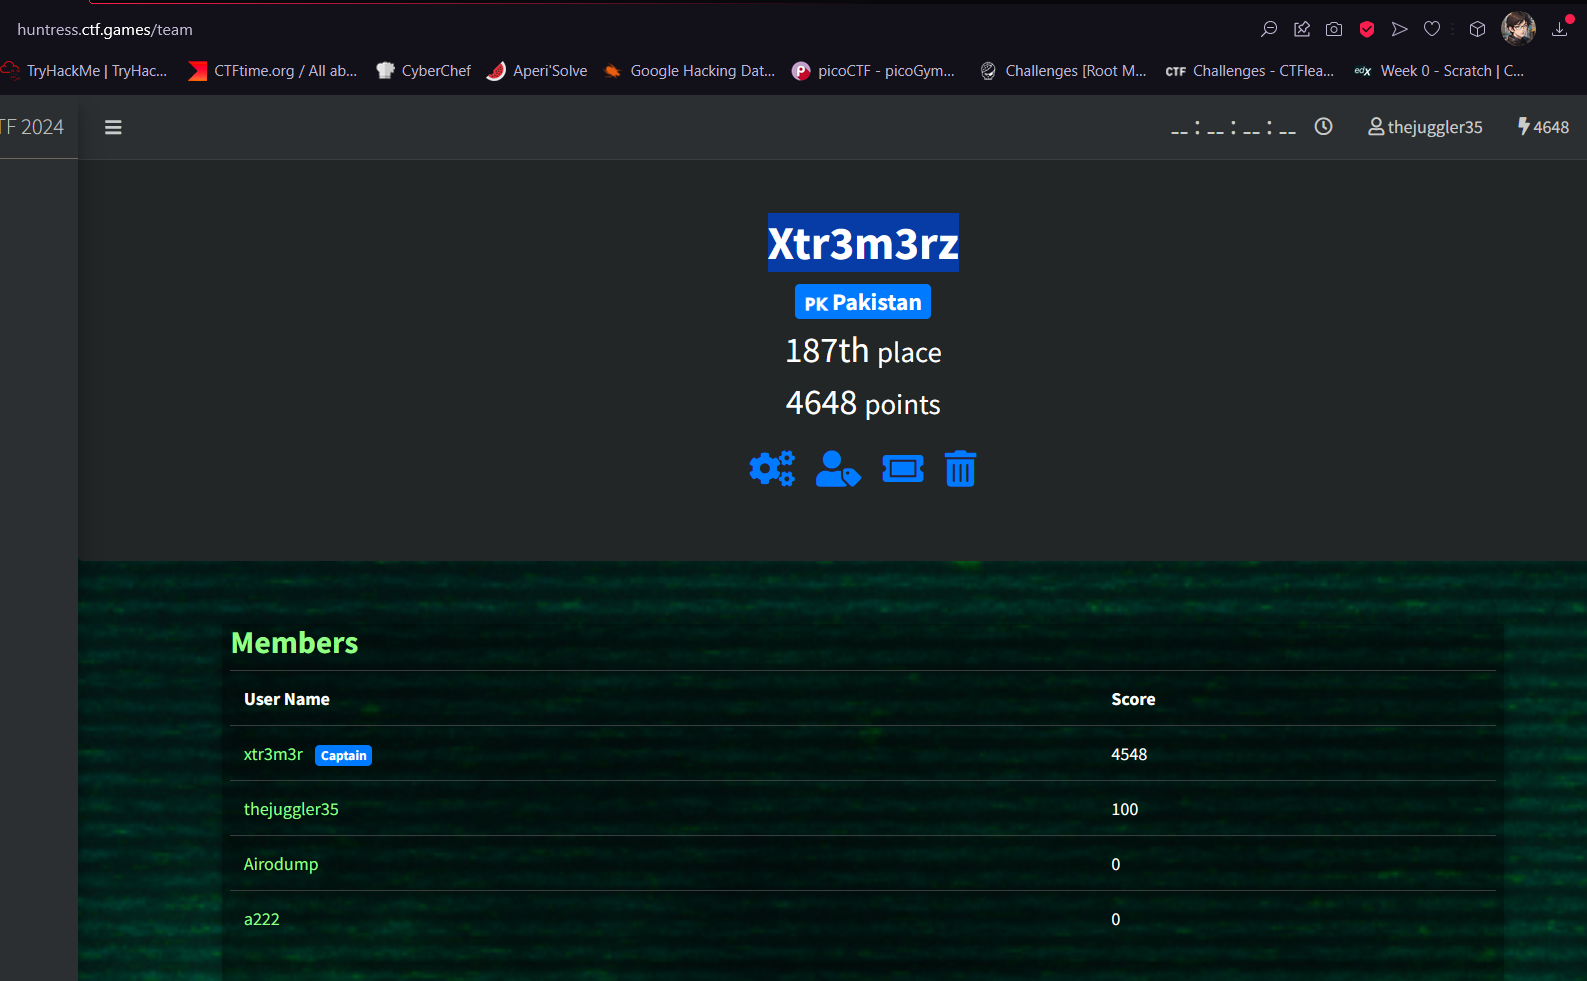 huntress.ctf.games/team
TryHackMe | TryHac... CTFtime.org / All ab... CyberChef Aperi'Solve Google Hacking Dat... picoCTF - picoGym... Challenges [Root M... CTF Challenges - CTFlea... edX Week 0 - Scratch | C...
TF 2024 -- : -- : -- : -- thejuggler35 4648
Xtr3m3rz
PK Pakistan
187th place
4648 points
Members
User Name Score
xtr3m3r Captain 4548
thejuggler35 100
Airodump 0
a222 0